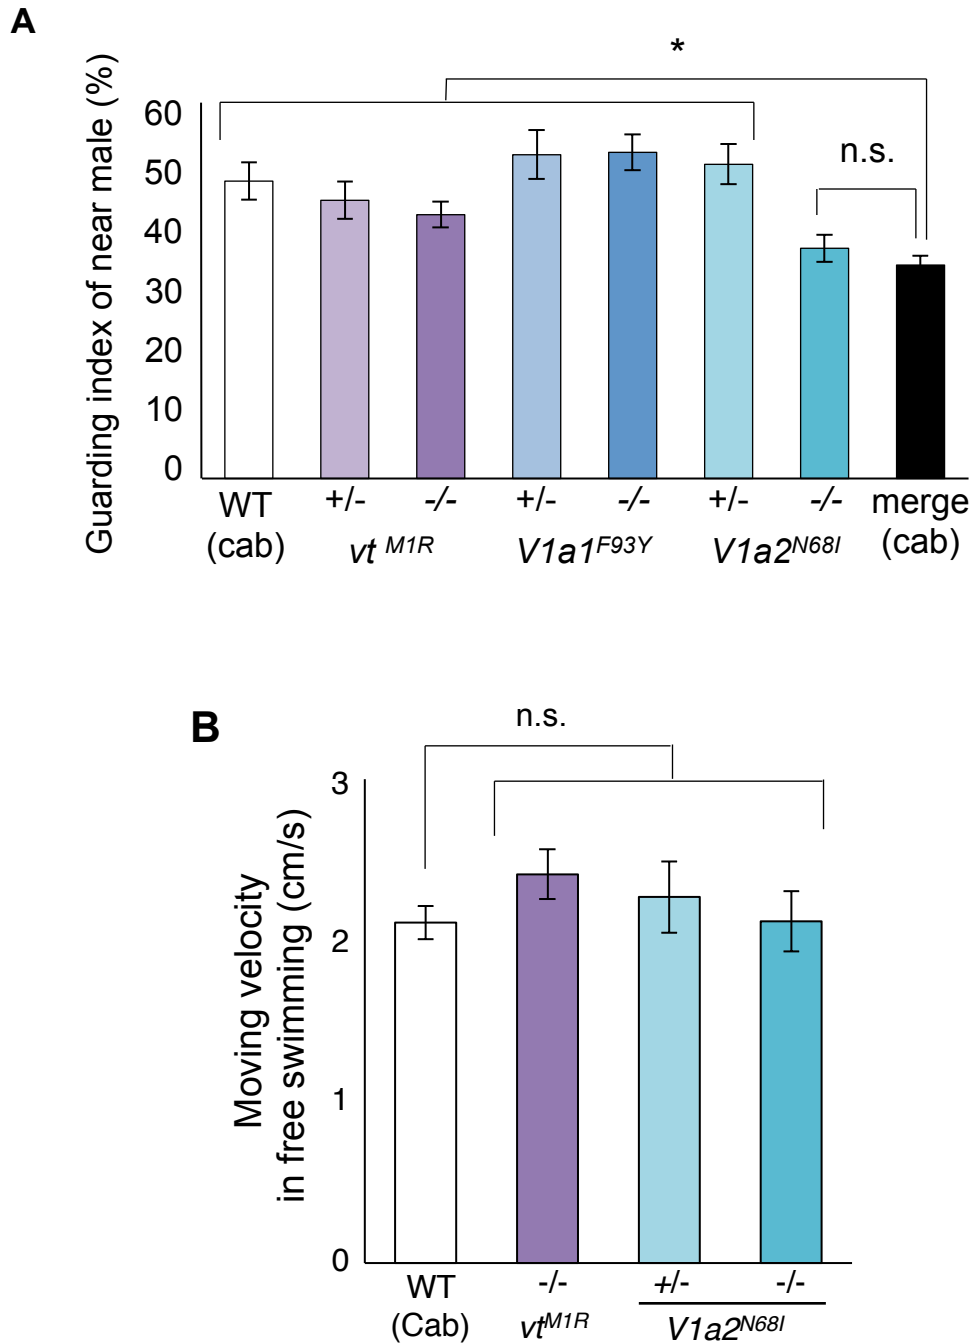 A
*
n.s.
Guarding index of near male (%)
60
50
40
30
20
10
0
WT +/- -/- +/- -/- +/- -/- merge
(cab) vt M1R V1a1F93Y V1a2N68I (cab)
B
n.s.
Moving velocity
in free swimming (cm/s)
3
2
1
0
WT -/- +/- -/-
(Cab) vtM1R V1a2N68I